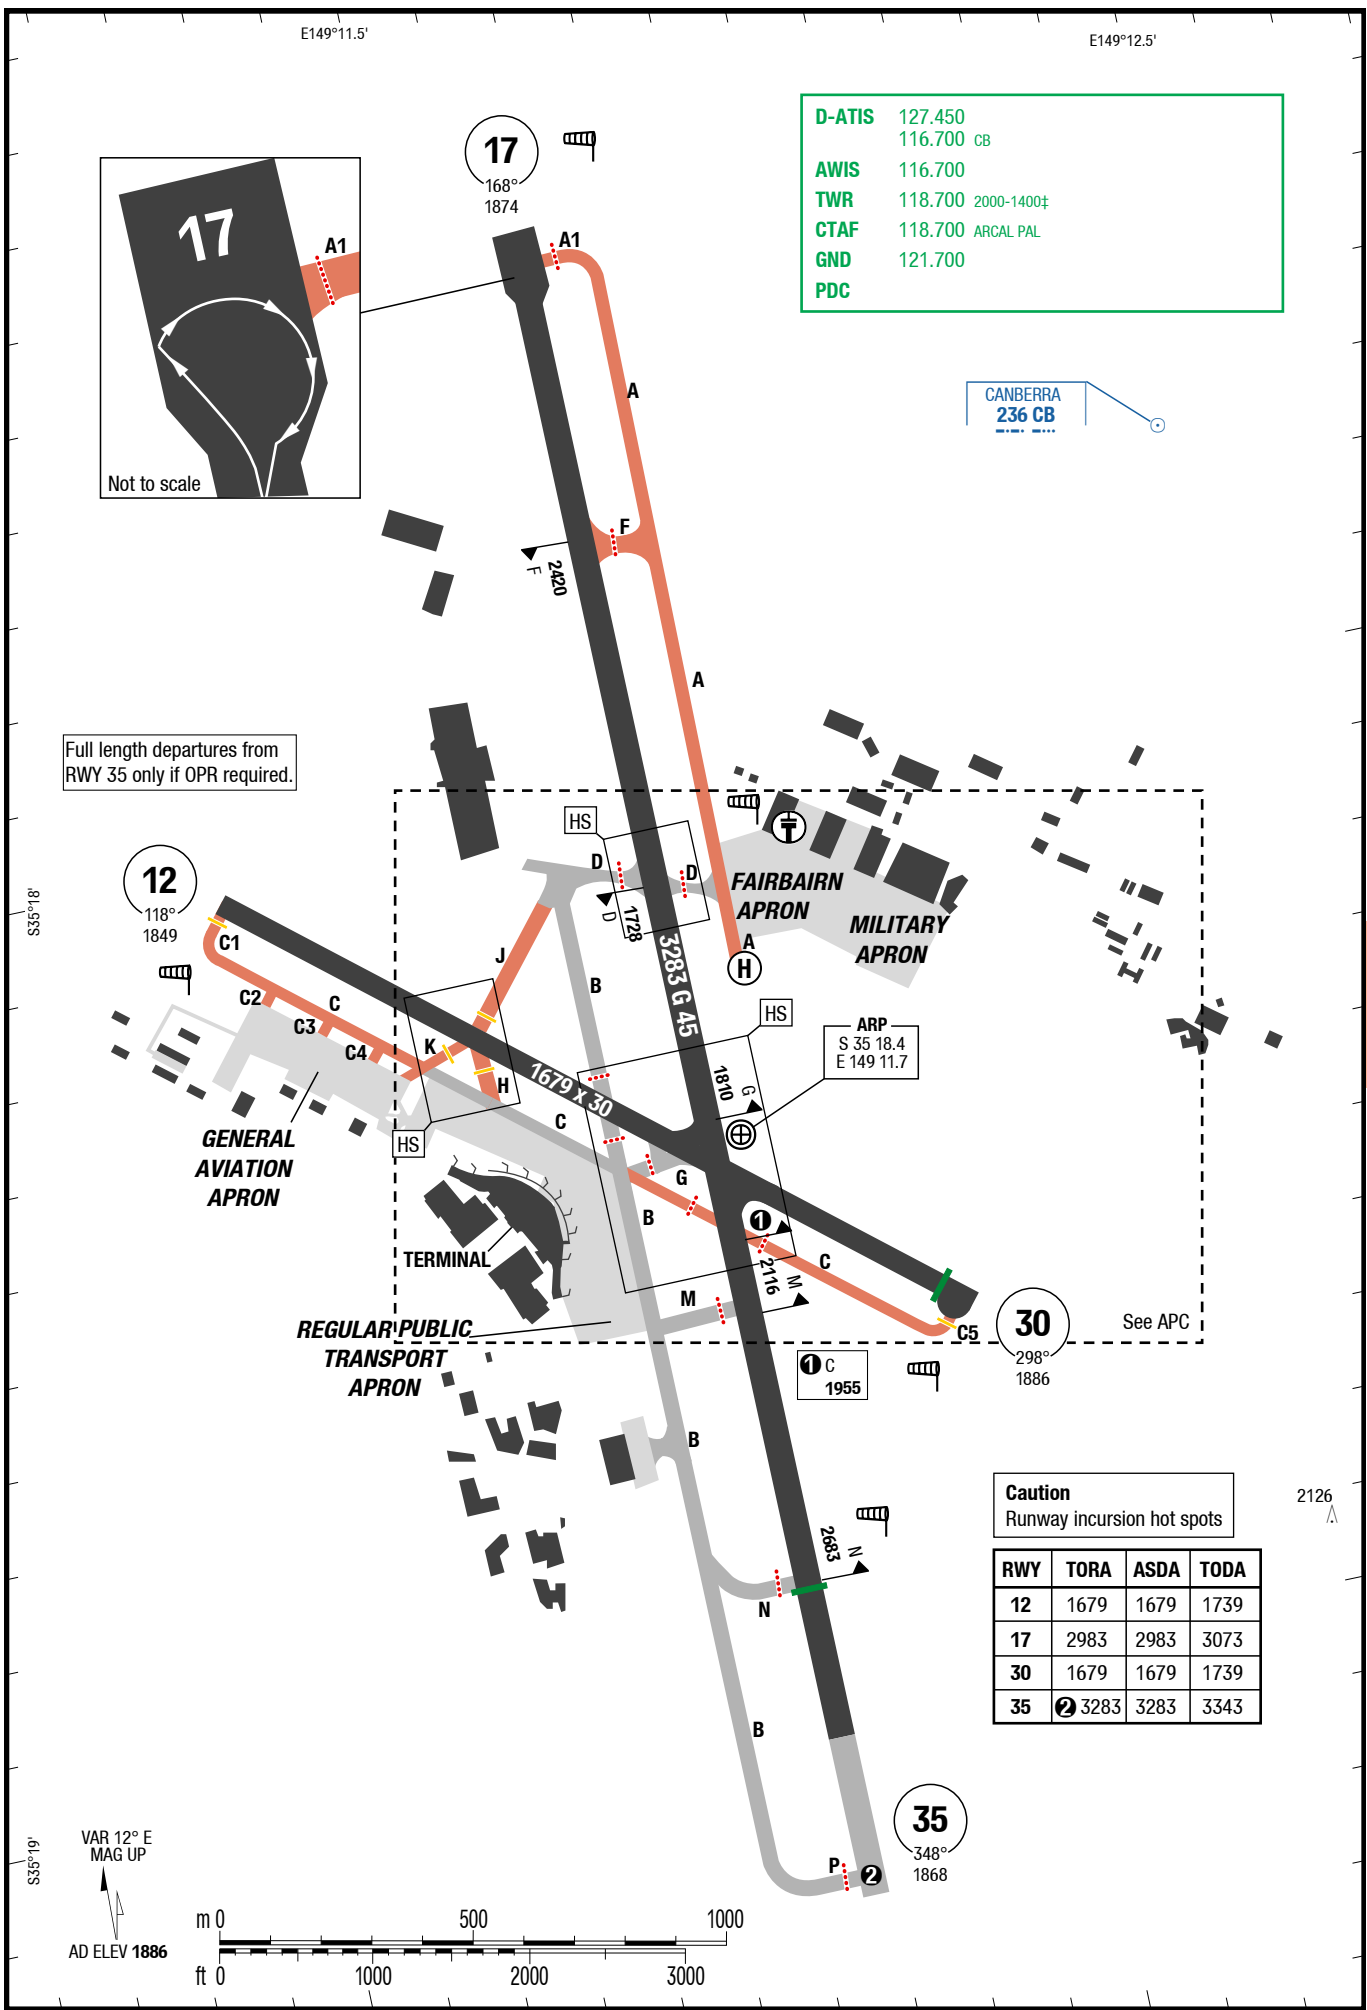 E149°11.5'
E149°12.5'
D-ATIS 127.450
116.700 CB
AWIS 116.700
TWR 118.700 2000-1400‡
CTAF 118.700 ARCAL PAL
GND 121.700
PDC
17
168°
1874
17
A1
Not to scale
A1
A
CANBERRA
236 CB
F
F
2420
A
Full length departures from
RWY 35 only if OPR required.
HS
D
D
D
1728
FAIRBAIRN
APRON
MILITARY
APRON
A
H
12
118°
1849
S35°18'
C1
C2
C
C3
C4
J
B
K
H
3283 G 45
HS
ARP
S 35 18.4
E 149 11.7
1810
G
1679 x 30
C
HS
GENERAL
AVIATION
APRON
G
B
1
C
TERMINAL
2116
M
M
REGULAR PUBLIC
TRANSPORT
APRON
C5
30
298°
1886
See APC
1 C
1955
B
Caution
Runway incursion hot spots
2126
2683
N
N
RWY TORA ASDA TODA
12 1679 1679 1739
17 2983 2983 3073
30 1679 1679 1739
35 2 3283 3283 3343
B
35
348°
1868
P
2
S35°19'
VAR 12° E
MAG UP
AD ELEV 1886
m 0 500 1000
ft 0 1000 2000 3000